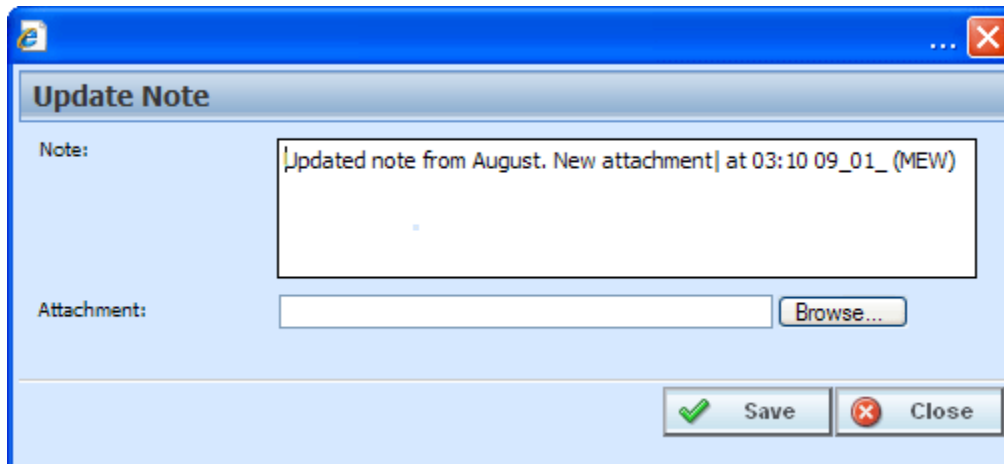 ...
Update Note
Note:
Updated note from August. New attachment| at 03:10 09_01_ (MEW)
Attachment:
Browse...
Save
Close